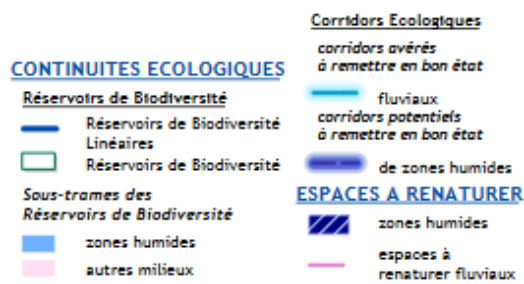 CONTINUITES ECOLOGIQUES
Réservoirs de Biodiversité
Réservoirs de Biodiversité
Linéaires
Réservoirs de Biodiversité
Sous-trames des
Réservoirs de Biodiversité
zones humides
autres milieux
Corridors Ecologiques
corridors avérés
à remettre en bon état
fluviaux
corridors potentiels
à remettre en bon état
de zones humides
ESPACES A RENATURER
zones humides
espaces à
renaturer fluviaux